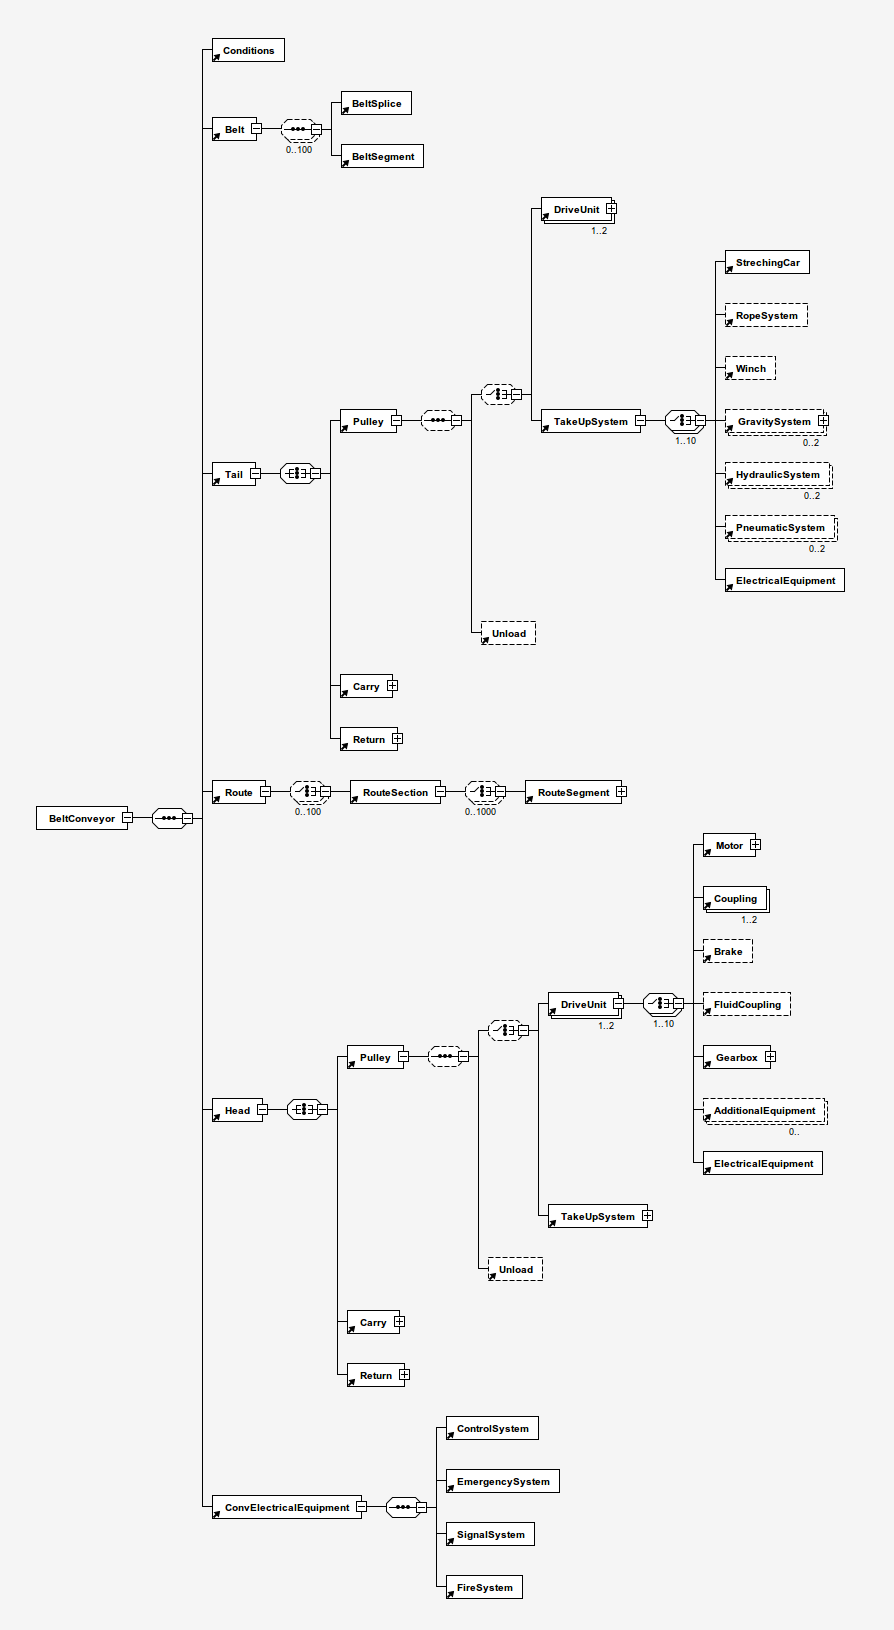 Conditions
BeltSplice
Belt
0..100
BeltSegment
DriveUnit
1..2
StrechingCar
RopeSystem
Winch
Pulley
TakeUpSystem
1..10
GravitySystem
0..2
Tail
HydraulicSystem
0..2
PneumaticSystem
0..2
ElectricalEquipment
Unload
Carry
Return
Route
0..100
RouteSection
0..1000
RouteSegment
BeltConveyor
Motor
Coupling
1..2
Brake
DriveUnit
1..2
1..10
FluidCoupling
Pulley
Gearbox
Head
AdditionalEquipment
0..
ElectricalEquipment
TakeUpSystem
Unload
Carry
Return
ControlSystem
EmergencySystem
ConvElectricalEquipment
SignalSystem
FireSystem